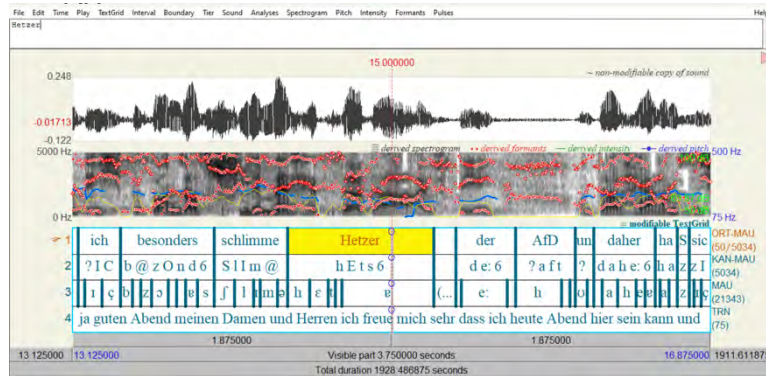 File Edit Time Play TextGrid Interval Boundary Tier Sound Analyses Spectrogram Pitch Intensity Formants Pulses Hel
Hetzer
15.000000
0.248
~ non-modifiable copy of sound
-0.01713
-0.122
5000 Hz
derived spectrogram derived formants derived intensity derived pitch
500 Hz
0 Hz
75 Hz
modifiable TextGrid
1 ich besonders schlimme Hetzer der AfD un daher ha S sic ORT-MAU
(50/5034)
2 ?IC b@zOnd6 SlIm@ hEts6 de:6 ?aft ? dahe:6 ha z z I KAN-MAU
(5034)
3 ɪ ç b z ɔ ɐ s ʃ l ɪ m ə h ɛ t ɐ (... e: h a h z MAU
(21343)
4 ja guten Abend meinen Damen und Herren ich freue mich sehr dass ich heute Abend hier sein kann und TRN
(75)
1.875000 1.875000
13.125000 13.125000 Visible part 3.750000 seconds 16.875000 1911.611875
Total duration 1928.486875 seconds